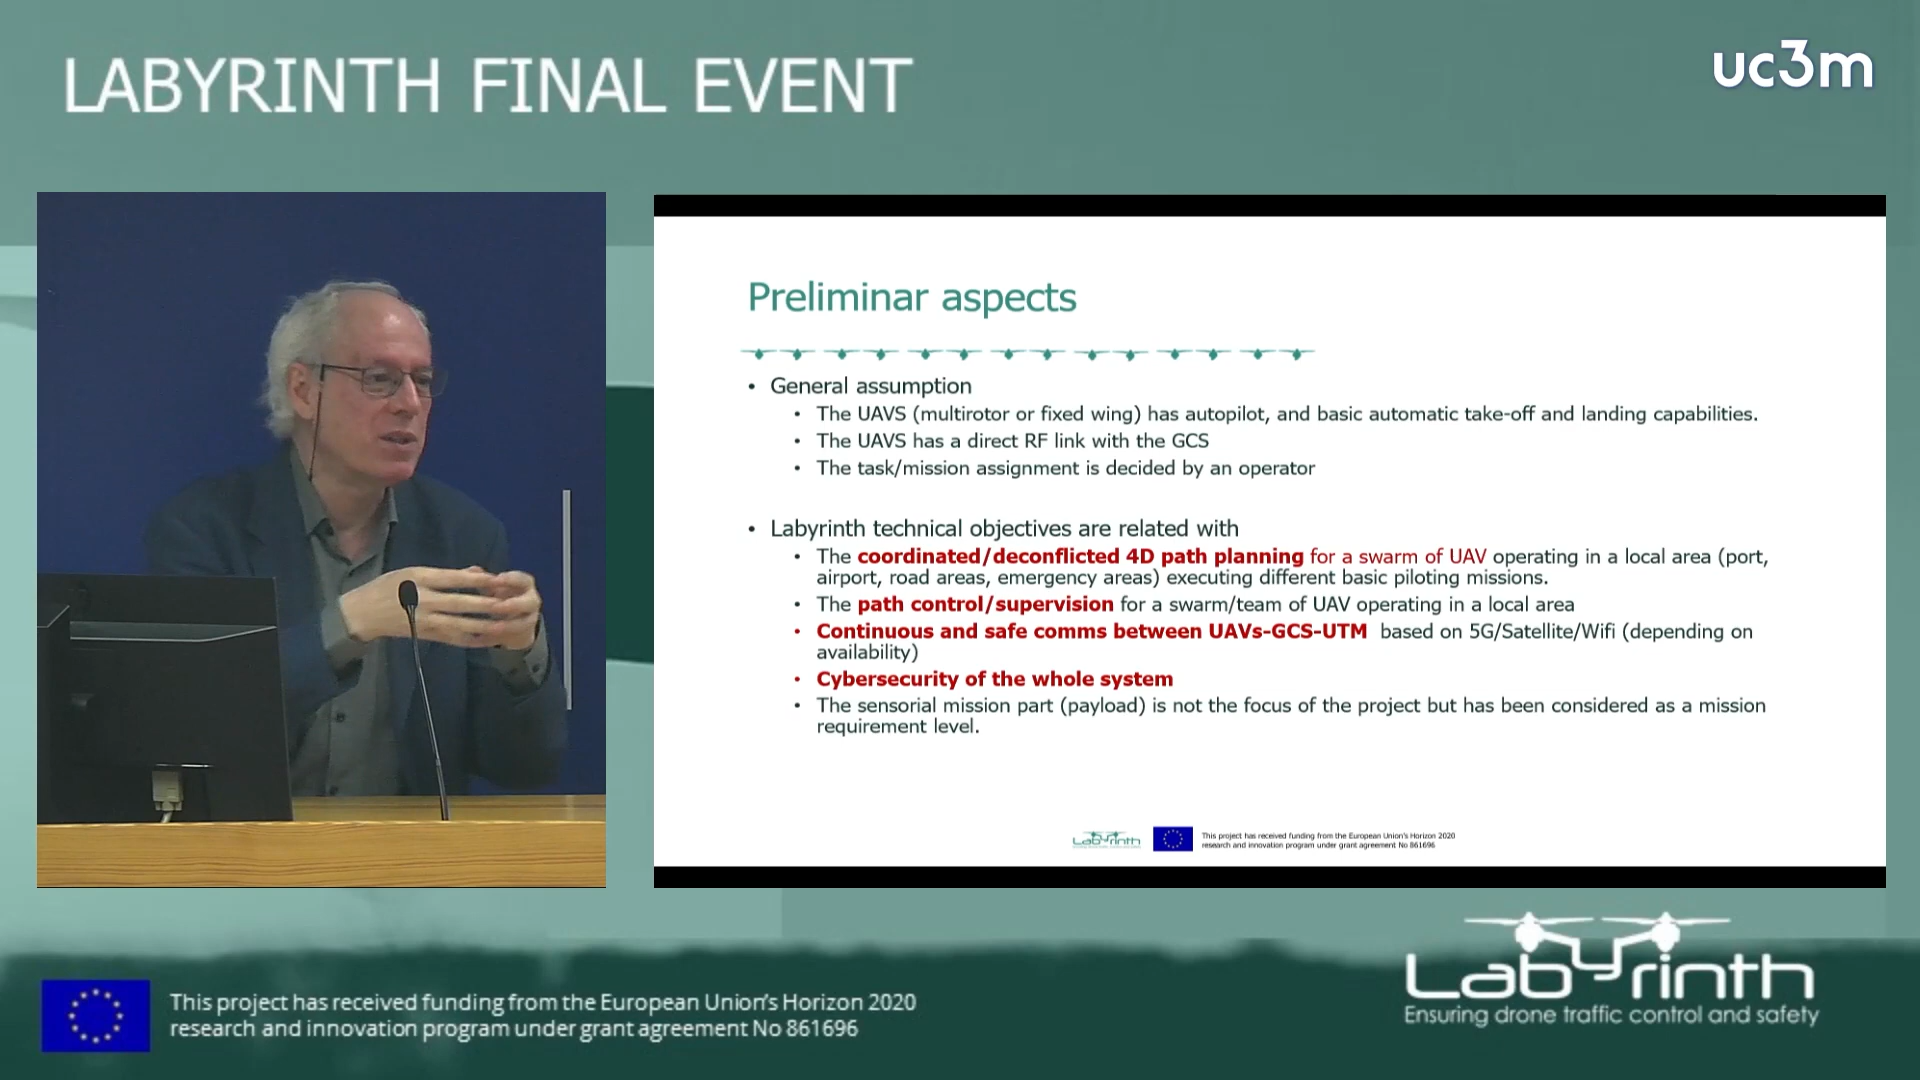 LABYRINTH FINAL EVENT
uc3m
Preliminar aspects
• General assumption
• The UAVS (multirotor or fixed wing) has autopilot, and basic automatic take-off and landing capabilities.
• The UAVS has a direct RF link with the GCS
• The task/mission assignment is decided by an operator
• Labyrinth technical objectives are related with
• The coordinated/deconflicted 4D path planning for a swarm of UAV operating in a local area (port,
airport, road areas, emergency areas) executing different basic piloting missions.
• The path control/supervision for a swarm/team of UAV operating in a local area
• Continuous and safe comms between UAVs-GCS-UTM based on 5G/Satellite/Wifi (depending on
availability)
• Cybersecurity of the whole system
• The sensorial mission part (payload) is not the focus of the project but has been considered as a mission
requirement level.
Labyrinth
This project has received funding from the European Union's Horizon 2020
research and innovation program under grant agreement No 861696
This project has received funding from the European Union's Horizon 2020
research and innovation program under grant agreement No 861696
Labyrinth
Ensuring drone traffic control and safety